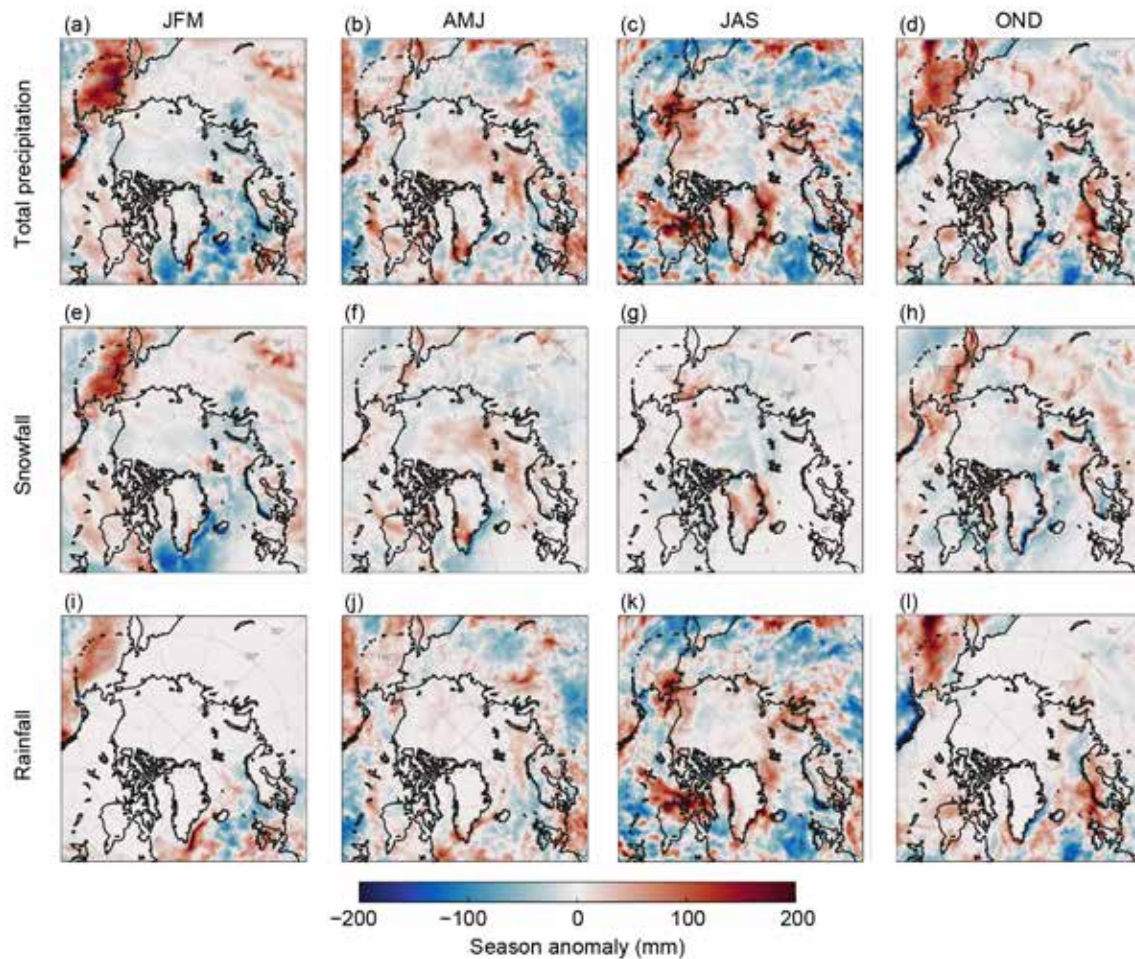 JFM AMJ JAS OND
(a) (b) (c) (d)
Total precipitation
(e) (f) (g) (h)
Snowfall
(i) (j) (k) (l)
Rainfall
−200 −100 0 100 200
Season anomaly (mm)